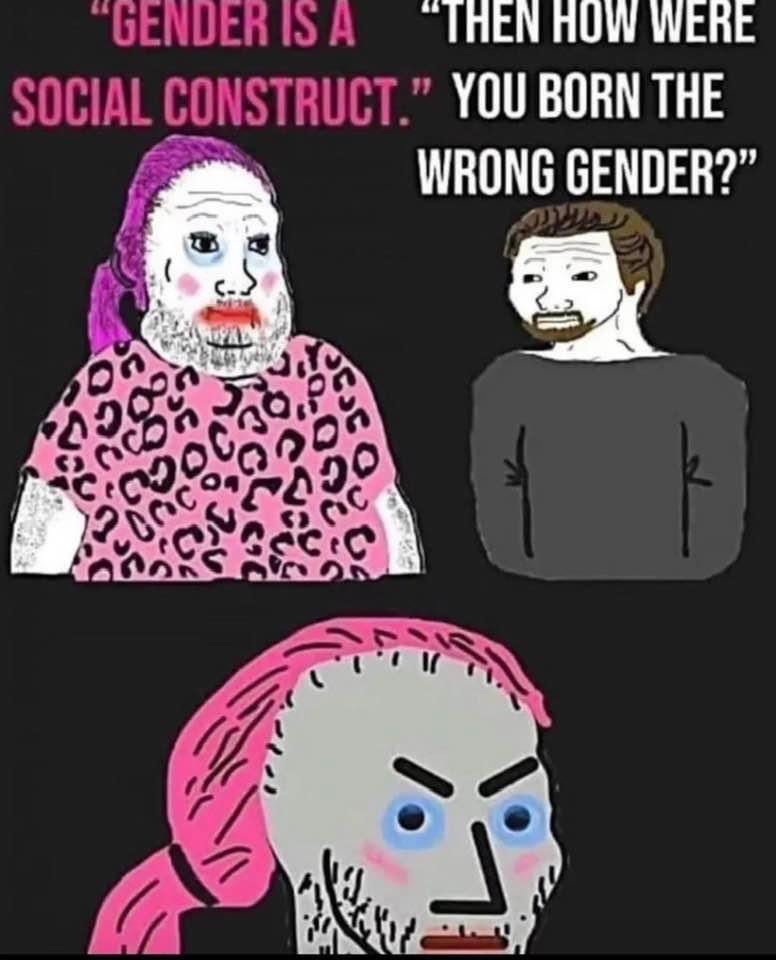 "GENDER IS A
SOCIAL CONSTRUCT."
"THEN HOW WERE
YOU BORN THE
WRONG GENDER?"